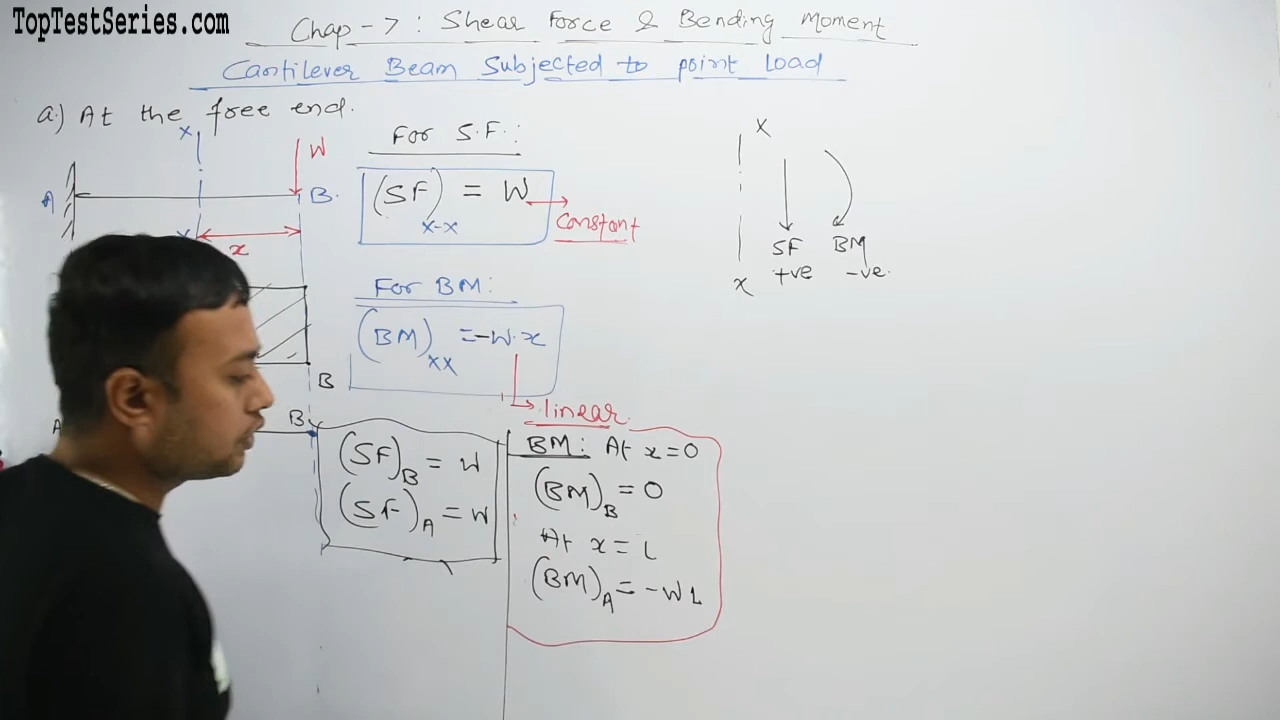 TopTestSeries.com
Chap-7: Shear Force & Bending Moment
Cantilever Beam Subjected to point Load
a.) At the free end.
X
W
A
B.
x
B
B
For S.F.:
(SF)x-x = W
Constant
For BM:
(BM)xx = -W.x
linear
(SF)B = W
(SF)A = W
BM: At x=0
(BM)B = 0
At x = L
(BM)A = -WL
X
SF BM
+ve -ve.
X